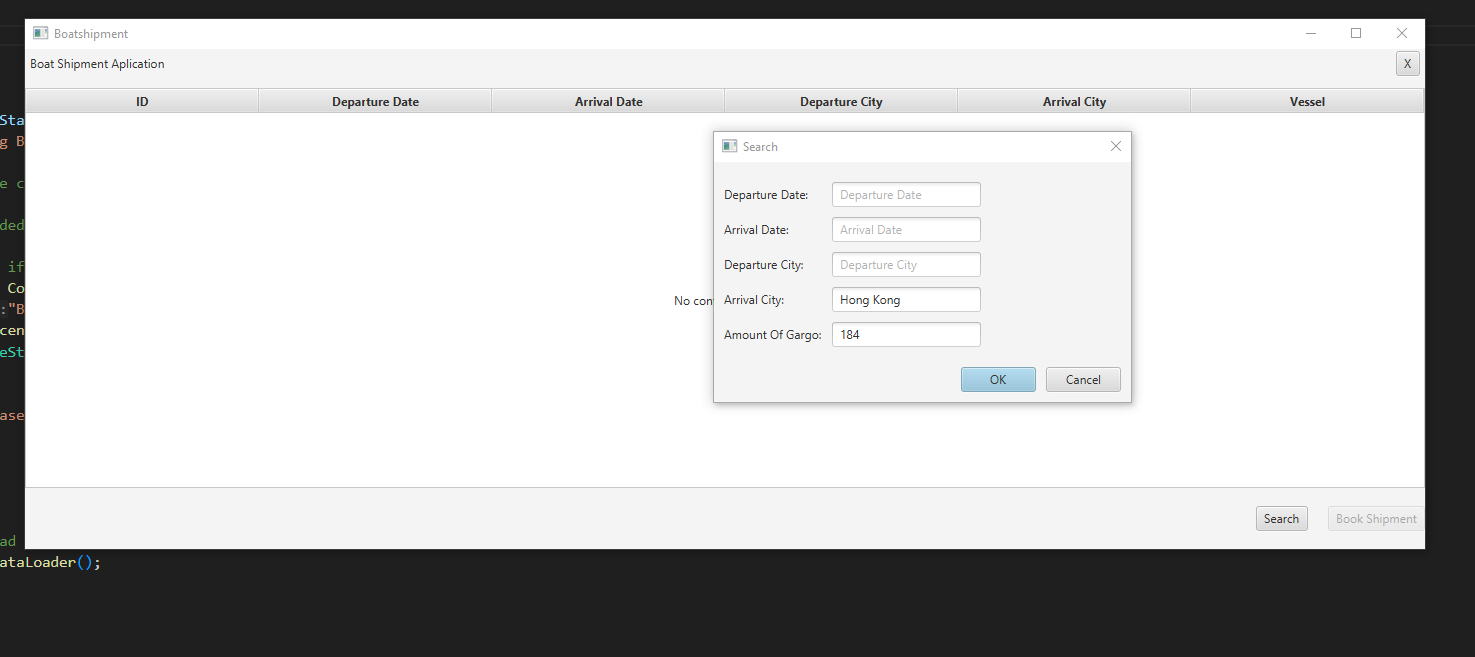 Boatshipment
Boat Shipment Aplication
X
ID Departure Date Arrival Date Departure City Arrival City Vessel
Search
Departure Date: Departure Date
Arrival Date: Arrival Date
Departure City: Departure City
No con
Arrival City: Hong Kong
Amount Of Gargo: 184
OK Cancel
Search Book Shipment
Sta
g B
e c
ded
if
Co
:"B
cen
eSt
ase
ad
ataLoader();